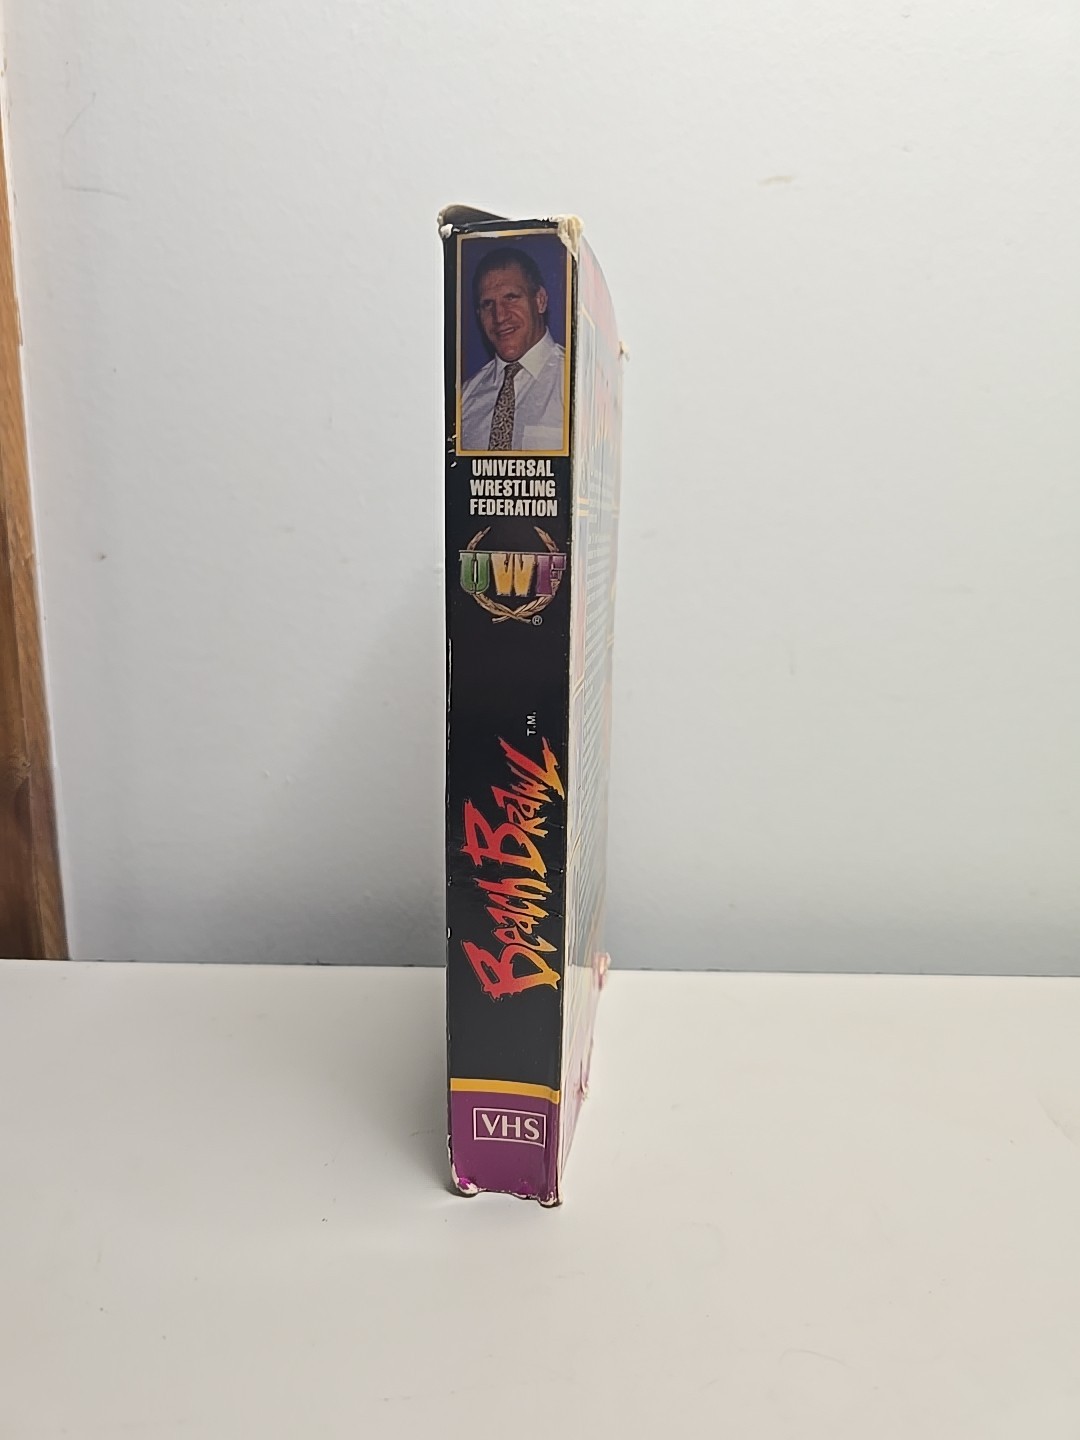 UNIVERSAL
WRESTLING
FEDERATION
UWF
®
Beach Brawl T.M.
VHS